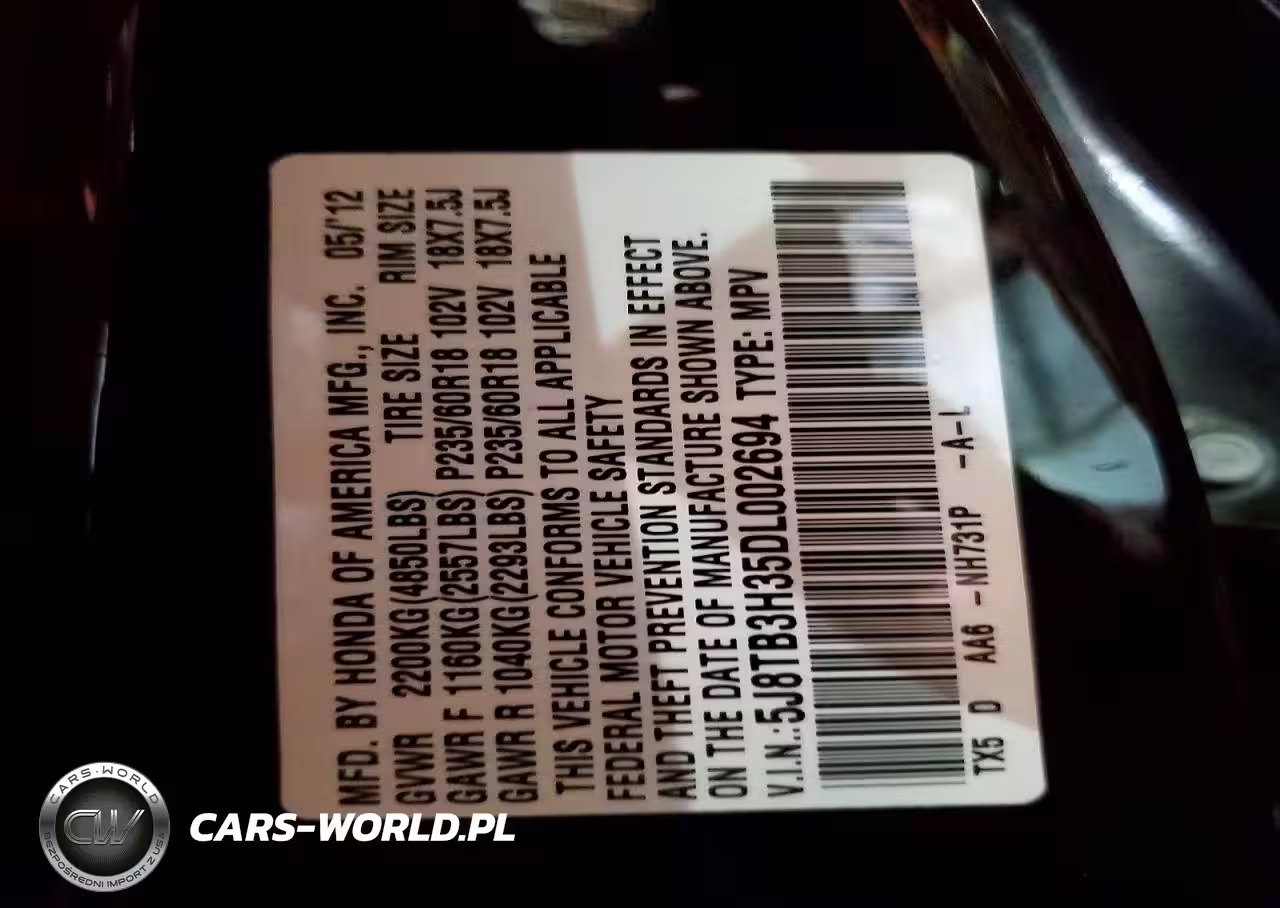 MFD. BY HONDA OF AMERICA MFG., INC. 05/'12
GVWR 2200KG(4850LBS) TIRE SIZE RIM SIZE
GAWR F 1160KG(2557LBS) P235/60R18 102V 18X7.5J
GAWR R 1040KG(2293LBS) P235/60R18 102V 18X7.5J
THIS VEHICLE CONFORMS TO ALL APPLICABLE
FEDERAL MOTOR VEHICLE SAFETY
AND THEFT PREVENTION STANDARDS IN EFFECT
ON THE DATE OF MANUFACTURE SHOWN ABOVE.
V.I.N.:5J8TB3H35DL002694 TYPE: MPV
TX5 D AA6 -NH731P -A-L
CARS-WORLD
CW
BEZPOŚREDNI IMPORT Z USA
CARS-WORLD.PL